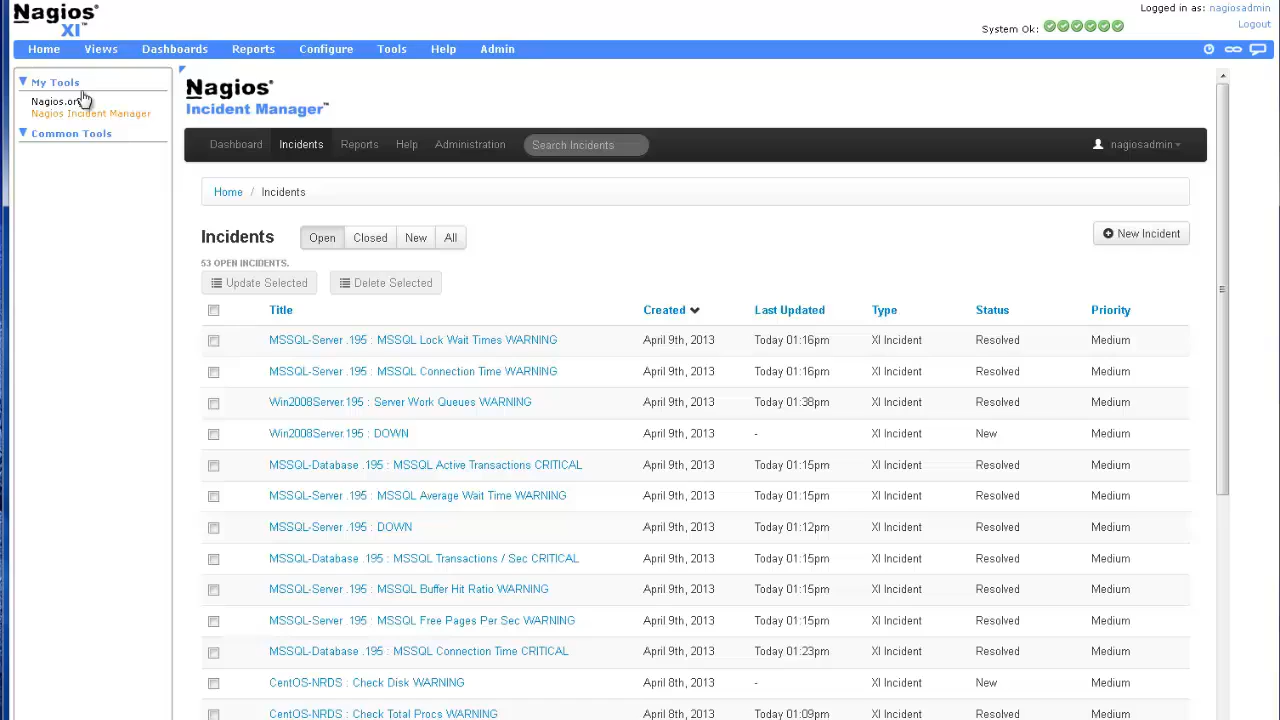 Nagios®
XI™
Logged in as: nagiosadmin
System Ok:
Logout
Home Views Dashboards Reports Configure Tools Help Admin
My Tools
Nagios.or
Nagios Incident Manager
Common Tools
Nagios®
Incident Manager™
Dashboard Incidents Reports Help Administration Search Incidents nagiosadmin
Home / Incidents
Incidents Open Closed New All New Incident
53 OPEN INCIDENTS.
Update Selected Delete Selected
Title Created Last Updated Type Status Priority
MSSQL-Server .195 : MSSQL Lock Wait Times WARNING April 9th, 2013 Today 01:16pm XI Incident Resolved Medium
MSSQL-Server .195 : MSSQL Connection Time WARNING April 9th, 2013 Today 01:16pm XI Incident Resolved Medium
Win2008Server.195 : Server Work Queues WARNING April 9th, 2013 Today 01:38pm XI Incident Resolved Medium
Win2008Server.195 : DOWN April 9th, 2013 - XI Incident New Medium
MSSQL-Database .195 : MSSQL Active Transactions CRITICAL April 9th, 2013 Today 01:15pm XI Incident Resolved Medium
MSSQL-Server .195 : MSSQL Average Wait Time WARNING April 9th, 2013 Today 01:15pm XI Incident Resolved Medium
MSSQL-Server .195 : DOWN April 9th, 2013 Today 01:12pm XI Incident Resolved Medium
MSSQL-Database .195 : MSSQL Transactions / Sec CRITICAL April 9th, 2013 Today 01:15pm XI Incident Resolved Medium
MSSQL-Server .195 : MSSQL Buffer Hit Ratio WARNING April 9th, 2013 Today 01:15pm XI Incident Resolved Medium
MSSQL-Server .195 : MSSQL Free Pages Per Sec WARNING April 9th, 2013 Today 01:15pm XI Incident Resolved Medium
MSSQL-Database .195 : MSSQL Connection Time CRITICAL April 9th, 2013 Today 01:23pm XI Incident Resolved Medium
CentOS-NRDS : Check Disk WARNING April 8th, 2013 - XI Incident New Medium
CentOS-NRDS : Check Total Procs WARNING April 8th, 2013 Today 01:09pm XI Incident Resolved Medium